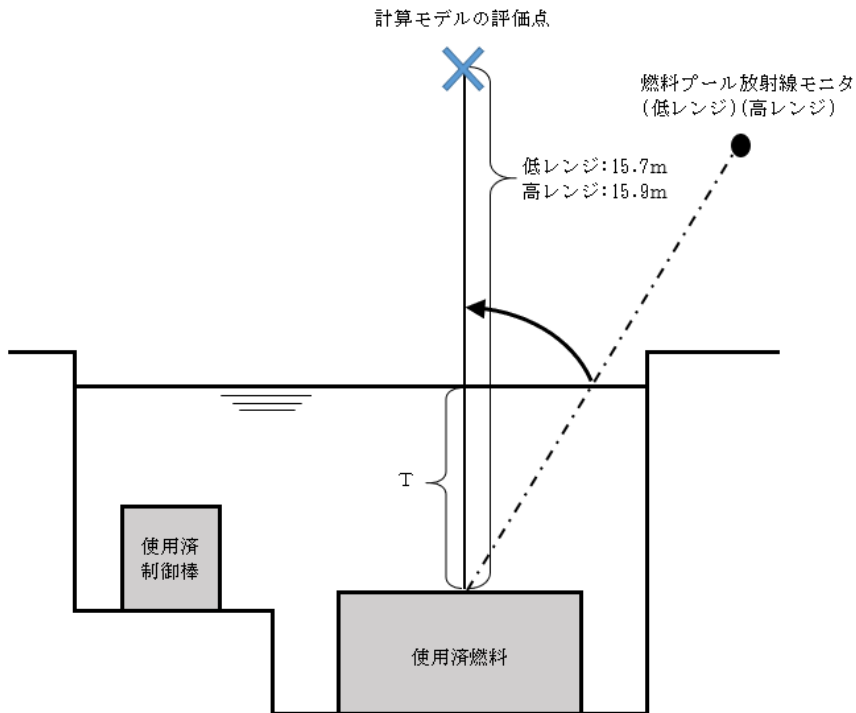 計算モデルの評価点
燃料プール放射線モニタ
(低レンジ)(高レンジ)
低レンジ:15.7m
高レンジ:15.9m
T
使用済
制御棒
使用済燃料